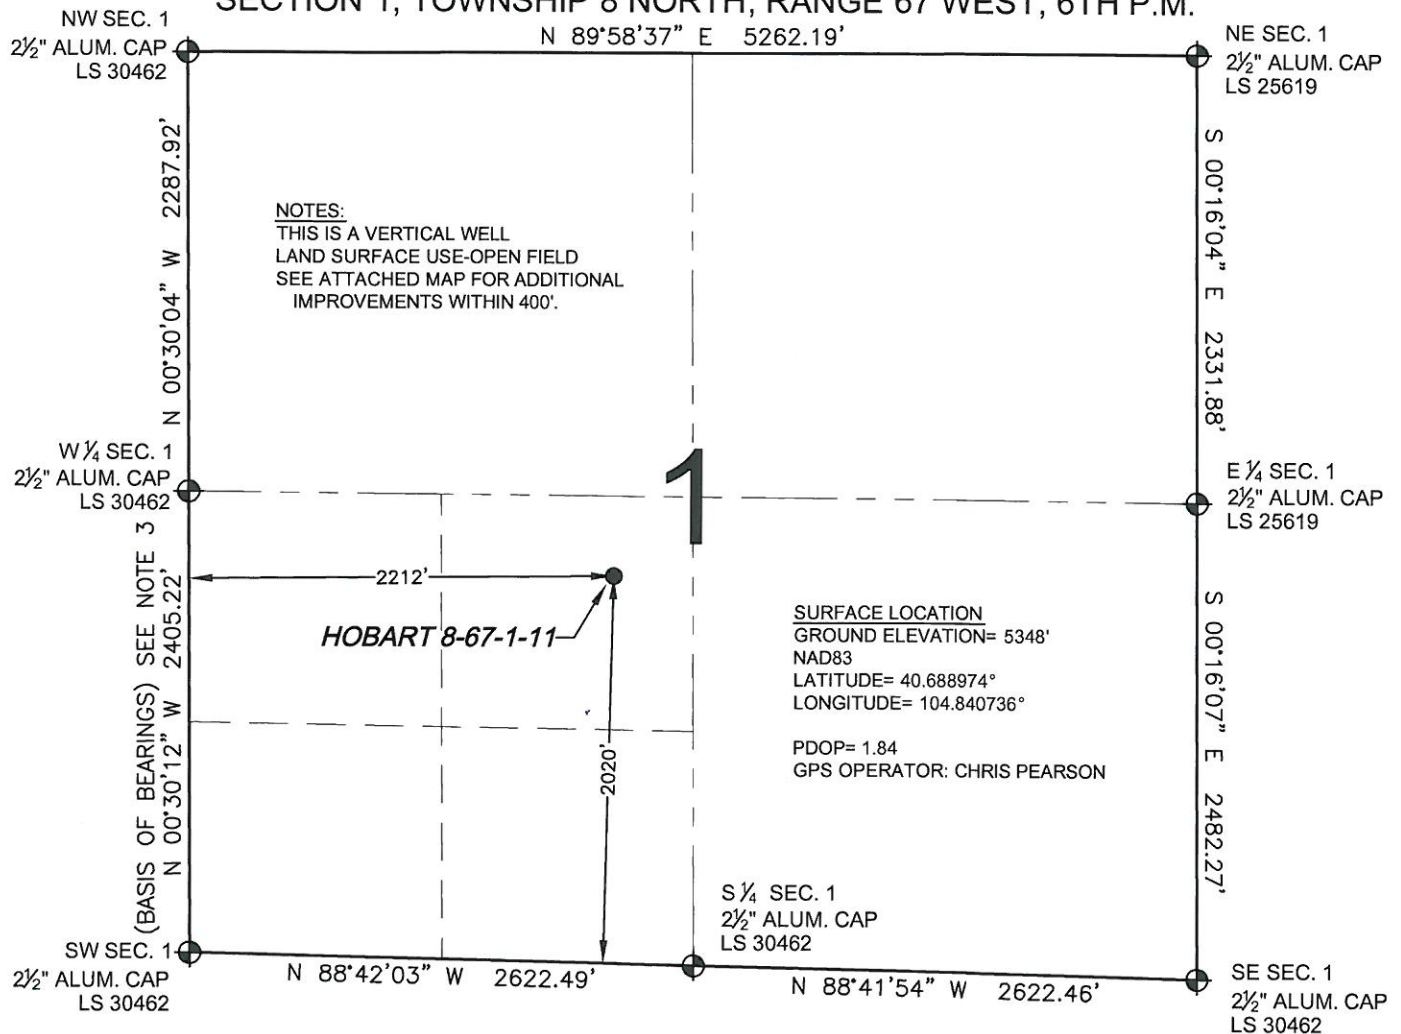 SECTION 1, TOWNSHIP 8 NORTH, RANGE 67 WEST, 6TH P.M.
N 89°58'37" E 5262.19'
NW SEC. 1
2½" ALUM. CAP
LS 30462
NE SEC. 1
2½" ALUM. CAP
LS 25619
N 00°30'04" W 2287.92'
NOTES:
THIS IS A VERTICAL WELL
LAND SURFACE USE-OPEN FIELD
SEE ATTACHED MAP FOR ADDITIONAL
IMPROVEMENTS WITHIN 400'.
S 00°16'04" E 2331.88'
W ¼ SEC. 1
2½" ALUM. CAP
LS 30462
1
E ¼ SEC. 1
2½" ALUM. CAP
LS 25619
(BASIS OF BEARINGS) SEE NOTE 3
N 00°30'12" W 2405.22'
2212'
HOBART 8-67-1-11
2020'
SURFACE LOCATION
GROUND ELEVATION= 5348'
NAD83
LATITUDE= 40.688974°
LONGITUDE= 104.840736°
PDOP= 1.84
GPS OPERATOR: CHRIS PEARSON
S 00°16'07" E 2482.27'
S ¼ SEC. 1
2½" ALUM. CAP
LS 30462
SW SEC. 1
2½" ALUM. CAP
LS 30462
N 88°42'03" W 2622.49'
N 88°41'54" W 2622.46'
SE SEC. 1
2½" ALUM. CAP
LS 30462